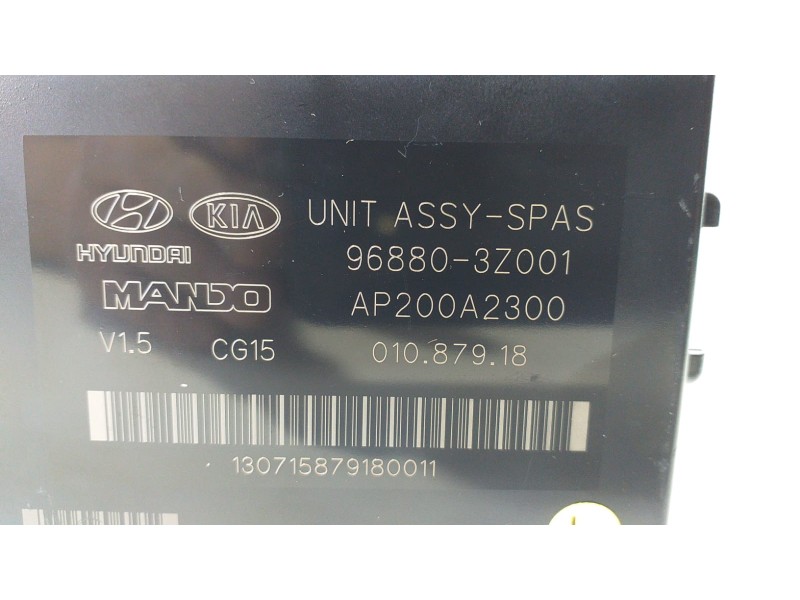 KIA UNIT ASSY-SPAS
HYUNDAI 96880-3Z001
MANDO AP200A2300
V1.5 CG15 010.879.18
130715879180011